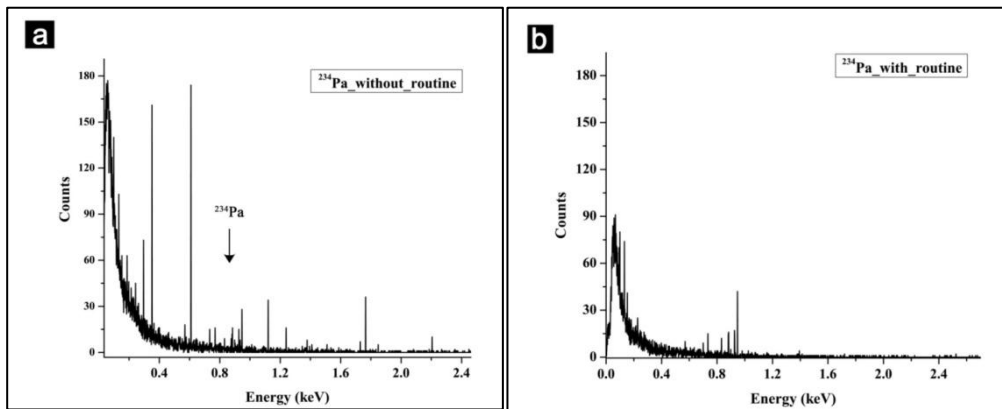 a
180
150
120
90
60
30
0
Counts
²³⁴Pa_without_routine
²³⁴Pa
0.4 0.8 1.2 1.6 2.0 2.4
Energy (keV)
b
180
150
120
90
60
30
0
Counts
²³⁴Pa_with_routine
0.0 0.4 0.8 1.2 2.0 2.4
Energy (keV)